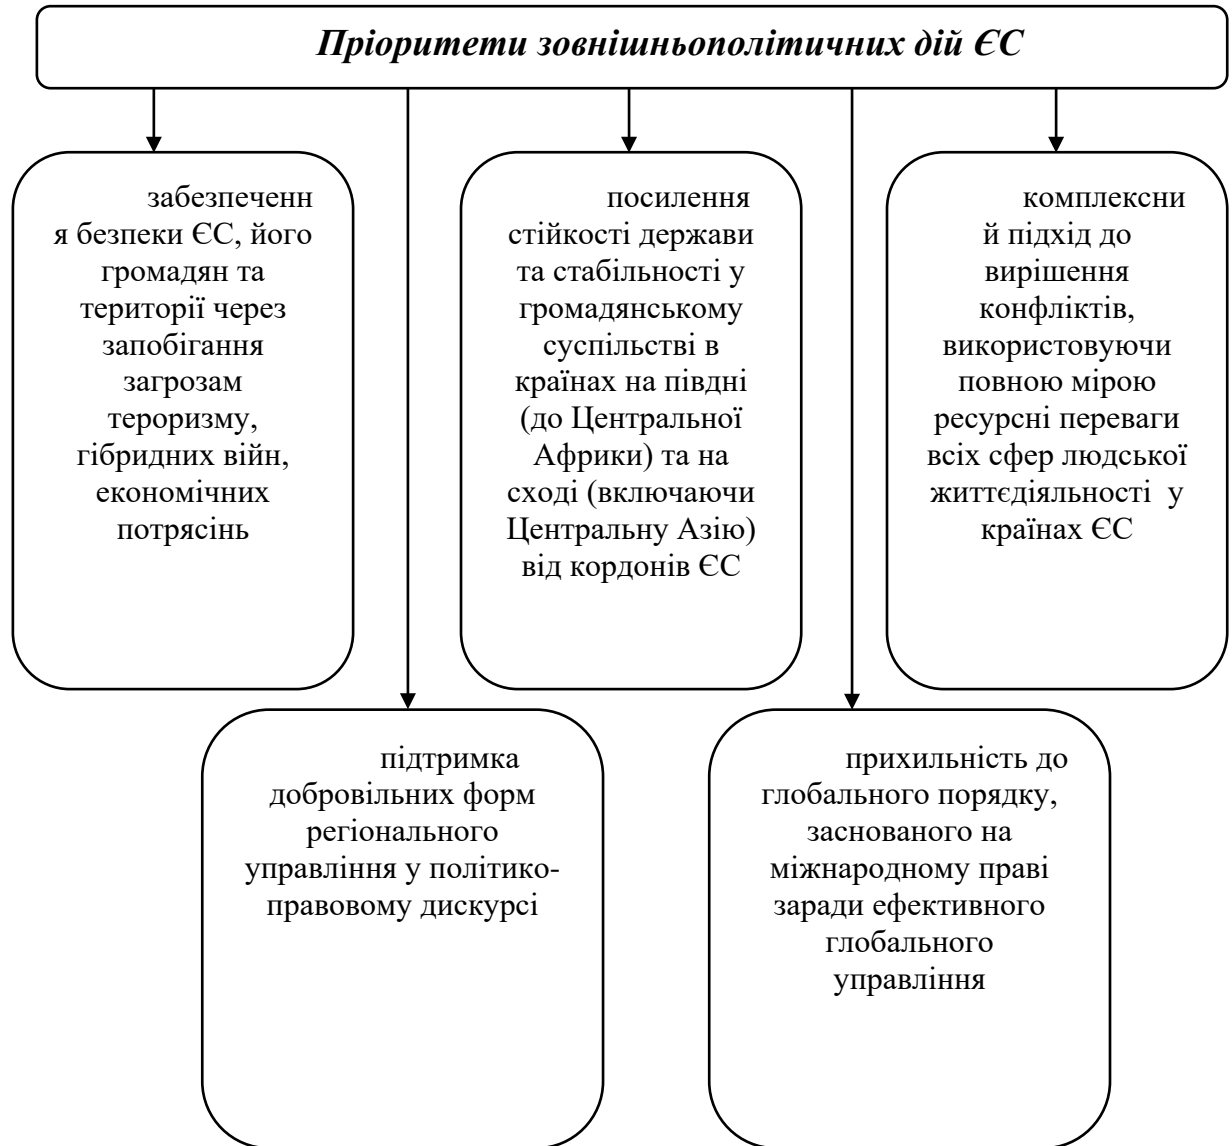 Пріоритети зовнішньополітичних дій ЄС
забезпеченн
я безпеки ЄС, його
громадян та
території через
запобігання
загрозам
тероризму,
гібридних війн,
економічних
потрясінь
посилення
стійкості держави
та стабільності у
громадянському
суспільстві в
країнах на півдні
(до Центральної
Африки) та на
сході (включаючи
Центральну Азію)
від кордонів ЄС
комплексни
й підхід до
вирішення
конфліктів,
використовуючи
повною мірою
ресурсні переваги
всіх сфер людської
життєдіяльності у
країнах ЄС
підтримка
добровільних форм
регіонального
управління у політико-
правовому дискурсі
прихильність до
глобального порядку,
заснованого на
міжнародному праві
заради ефективного
глобального
управління